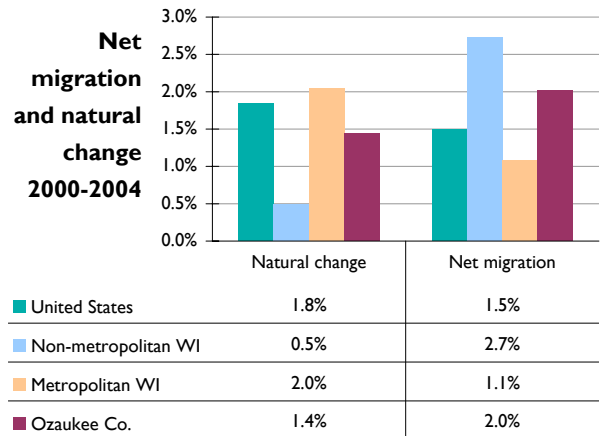 Net
migration
and natural
change
2000-2004
3.0%
2.5%
2.0%
1.5%
1.0%
0.5%
0.0%
Natural change Net migration
United States 1.8% 1.5%
Non-metropolitan WI 0.5% 2.7%
Metropolitan WI 2.0% 1.1%
Ozaukee Co. 1.4% 2.0%